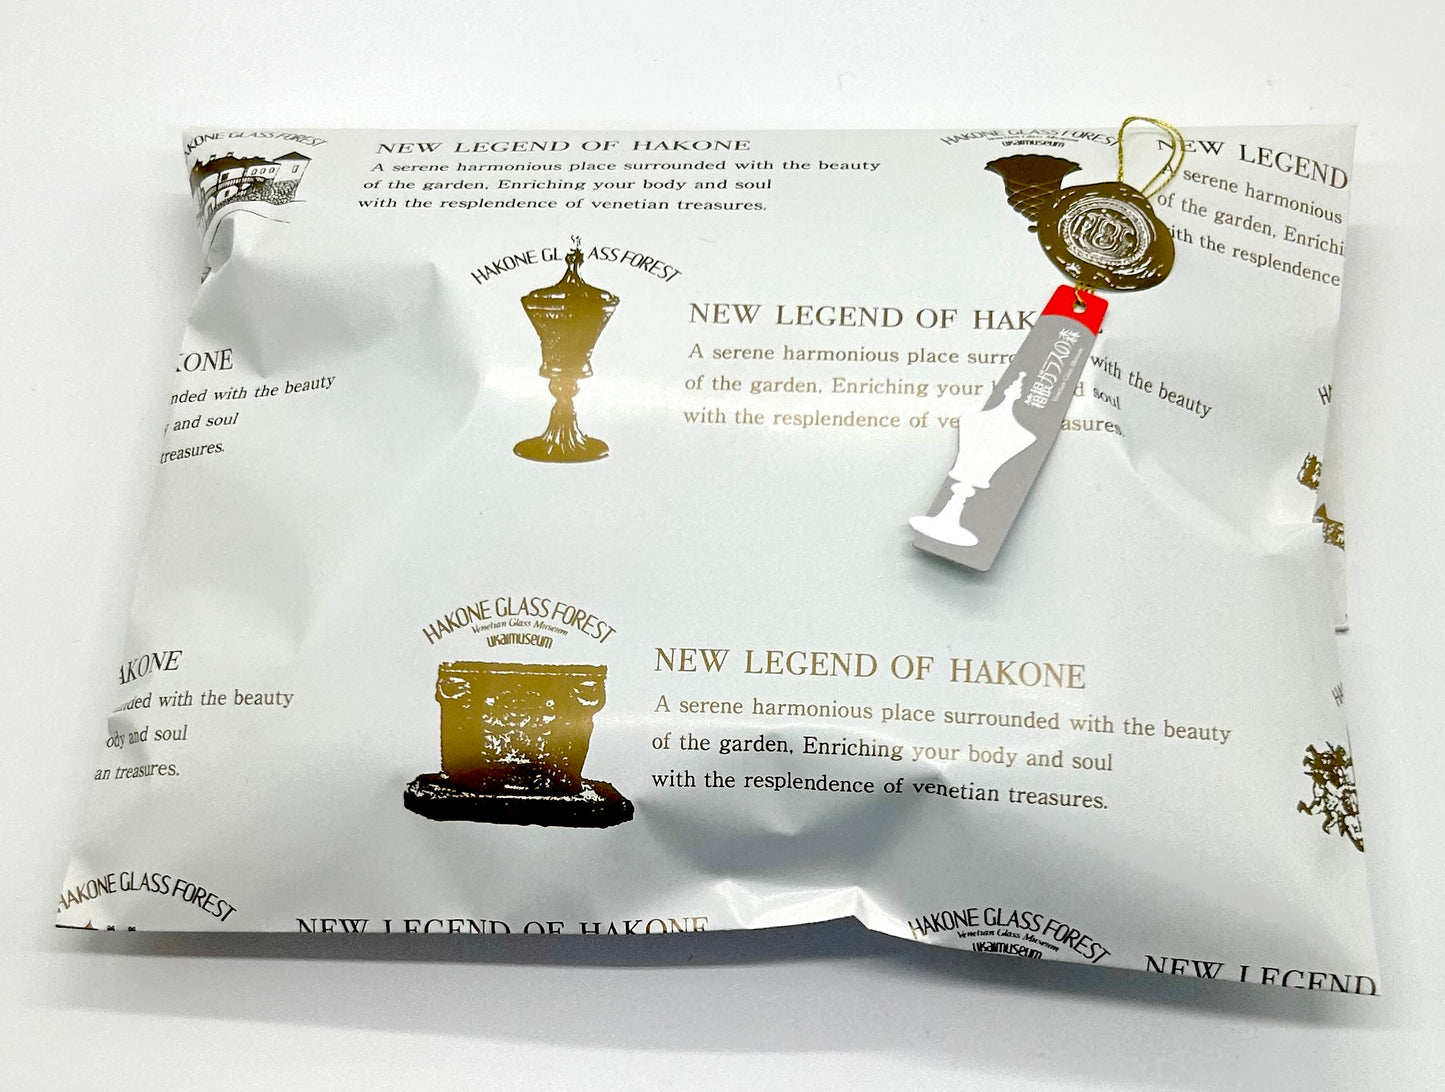 HAKONE GLASS FOREST
NEW LEGEND OF HAKONE
A serene harmonious place surrounded with the beauty
of the garden, Enriching your body and soul
with the resplendence of venetian treasures.
HAKONE GLASS FOREST
Venetian Glass Museum
ukaimuseum
NEW LEGEND
A serene harmonious
of the garden, Enrichi
ith the resplendence
HAKONE GLASS FOREST
NEW LEGEND OF HAK
A serene harmonious place surro with the beauty
of the garden, Enriching your soul
with the resplendence of ve asures.
箱根ガラスの森
KONE
nded with the beauty
y and soul
treasures.
HAKONE GLASS FOREST
Venetian Glass Museum
ukaimuseum
NEW LEGEND OF HAKONE
A serene harmonious place surrounded with the beauty
of the garden, Enriching your body and soul
with the resplendence of venetian treasures.
AKONE
ded with the beauty
ody and soul
an treasures.
HAKONE GLASS FOREST
NEW LEGEND OF HAKONE
HAKONE GLASS FOREST
Venetian Glass Museum
ukaimuseum
NEW LEGEND